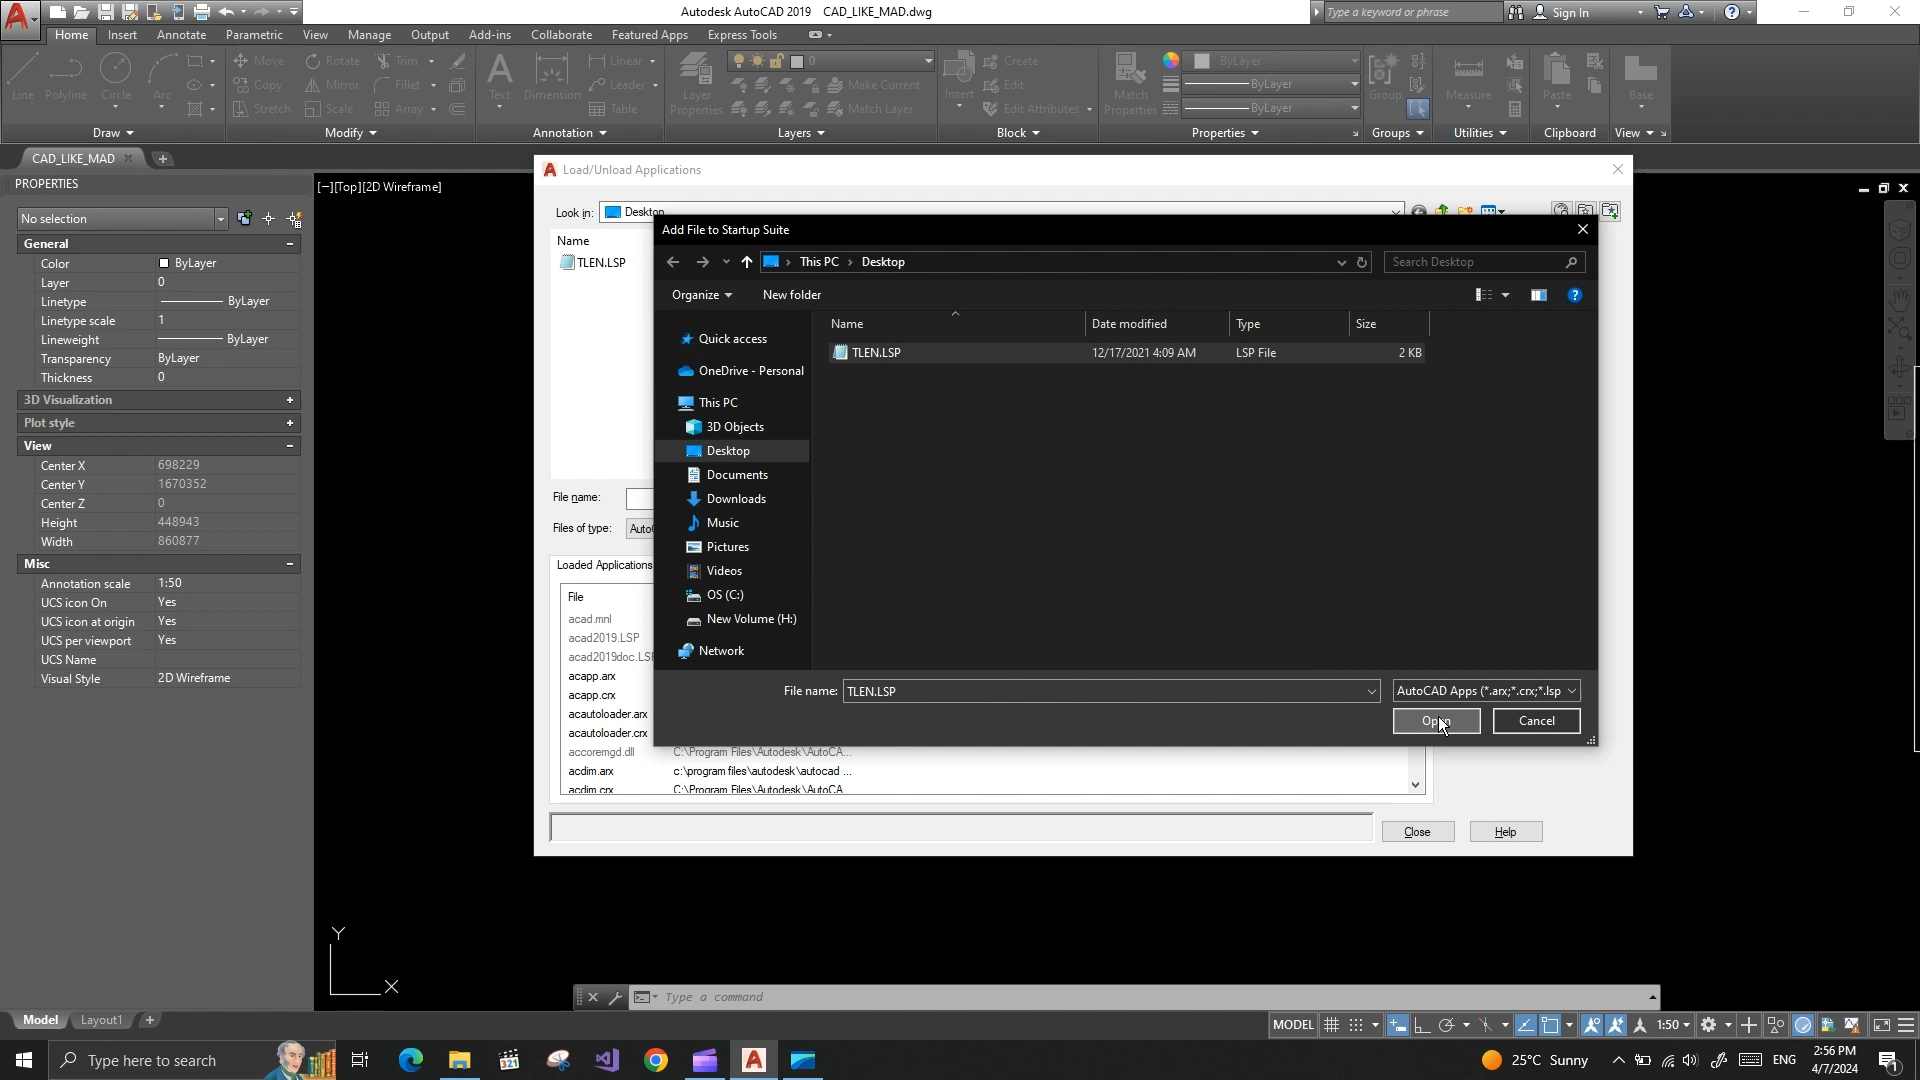 Autodesk AutoCAD 2019 CAD_LIKE_MAD.dwg
Type a keyword or phrase
Sign In
Home Insert Annotate Parametric View Manage Output Add-ins Collaborate Featured Apps Express Tools
Line Polyline Circle Arc
Move Rotate Trim
Copy Mirror Fillet
Stretch Scale Array
Text Dimension
Linear
Leader
Table
Layer Properties
0
Make Current
Match Layer
Insert
Create
Edit
Edit Attributes
Match Properties
ByLayer
ByLayer
ByLayer
Group
Measure
Paste
Base
Draw Modify Annotation Layers Block Properties Groups Utilities Clipboard View
CAD_LIKE_MAD
PROPERTIES
No selection
General
Color ByLayer
Layer 0
Linetype ByLayer
Linetype scale 1
Lineweight ByLayer
Transparency ByLayer
Thickness 0
3D Visualization
Plot style
View
Center X 698229
Center Y 1670352
Center Z 0
Height 448943
Width 860877
Misc
Annotation scale 1:50
UCS icon On Yes
UCS icon at origin Yes
UCS per viewport Yes
UCS Name
Visual Style 2D Wireframe
[−][Top][2D Wireframe]
Load/Unload Applications
Look in: Desktop
Name
TLEN.LSP
File name:
Files of type: Auto
Loaded Applications
File
acad.mnl
acad2019.LSP
acad2019doc.LS
acapp.arx
acapp.crx
acautoloader.arx
acautoloader.crx
accoremgd.dll C:\Program Files\Autodesk\AutoCA...
acdim.arx c:\program files\autodesk\autocad ...
acdim.crx C:\Program Files\Autodesk\AutoCA
Close Help
Add File to Startup Suite
This PC Desktop
Search Desktop
Organize New folder
Quick access
OneDrive - Personal
This PC
3D Objects
Desktop
Documents
Downloads
Music
Pictures
Videos
OS (C:)
New Volume (H:)
Network
Name Date modified Type Size
TLEN.LSP 12/17/2021 4:09 AM LSP File 2 KB
File name: TLEN.LSP
AutoCAD Apps (*.arx;*.crx;*.lsp
Open Cancel
Y
X
Type a command
Model Layout1
MODEL 1:50
Type here to search
25°C Sunny
ENG
2:56 PM
4/7/2024